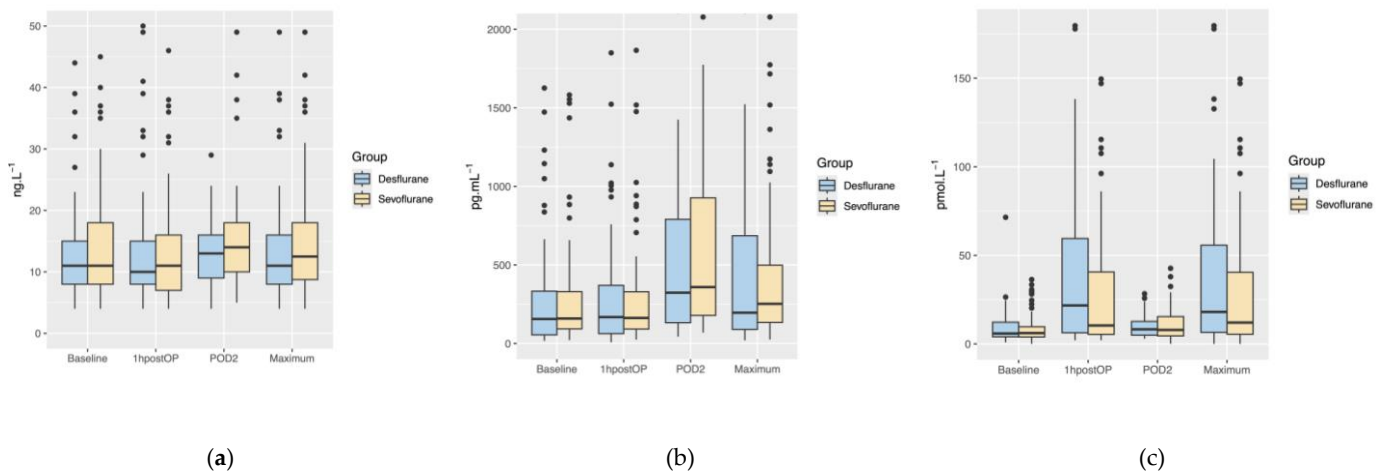 50
40
30
20
10
0
ng.L⁻¹
Baseline 1hpostOP POD2 Maximum
Group
Desflurane
Sevoflurane
(a)
2000
1500
1000
500
0
pg.mL⁻¹
Baseline 1hpostOP POD2 Maximum
Group
Desflurane
Sevoflurane
(b)
150
100
50
0
pmol.L⁻¹
Baseline 1hpostOP POD2 Maximum
Group
Desflurane
Sevoflurane
(c)